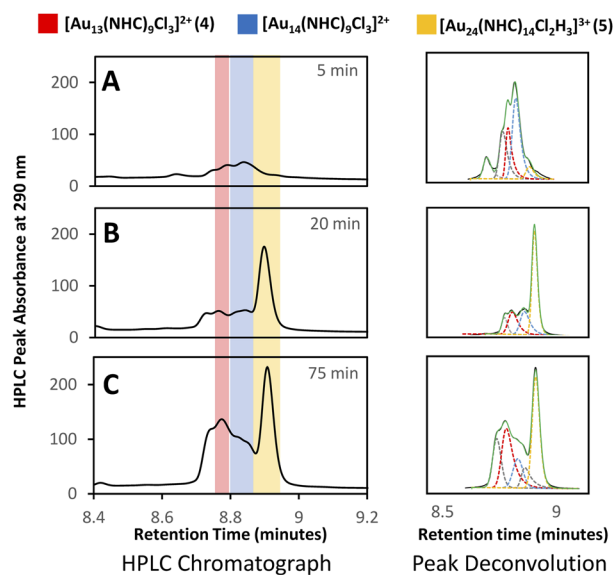 [Au13(NHC)9Cl3]2+ (4) [Au14(NHC)9Cl3]2+ [Au24(NHC)14Cl2H3]3+ (5)
HPLC Peak Absorbance at 290 nm
A 5 min
200
100
0
B 20 min
200
100
0
C 75 min
200
100
0
8.4 8.6 8.8 9 9.2
8.5 9
Retention Time (minutes) Retention time (minutes)
HPLC Chromatograph Peak Deconvolution